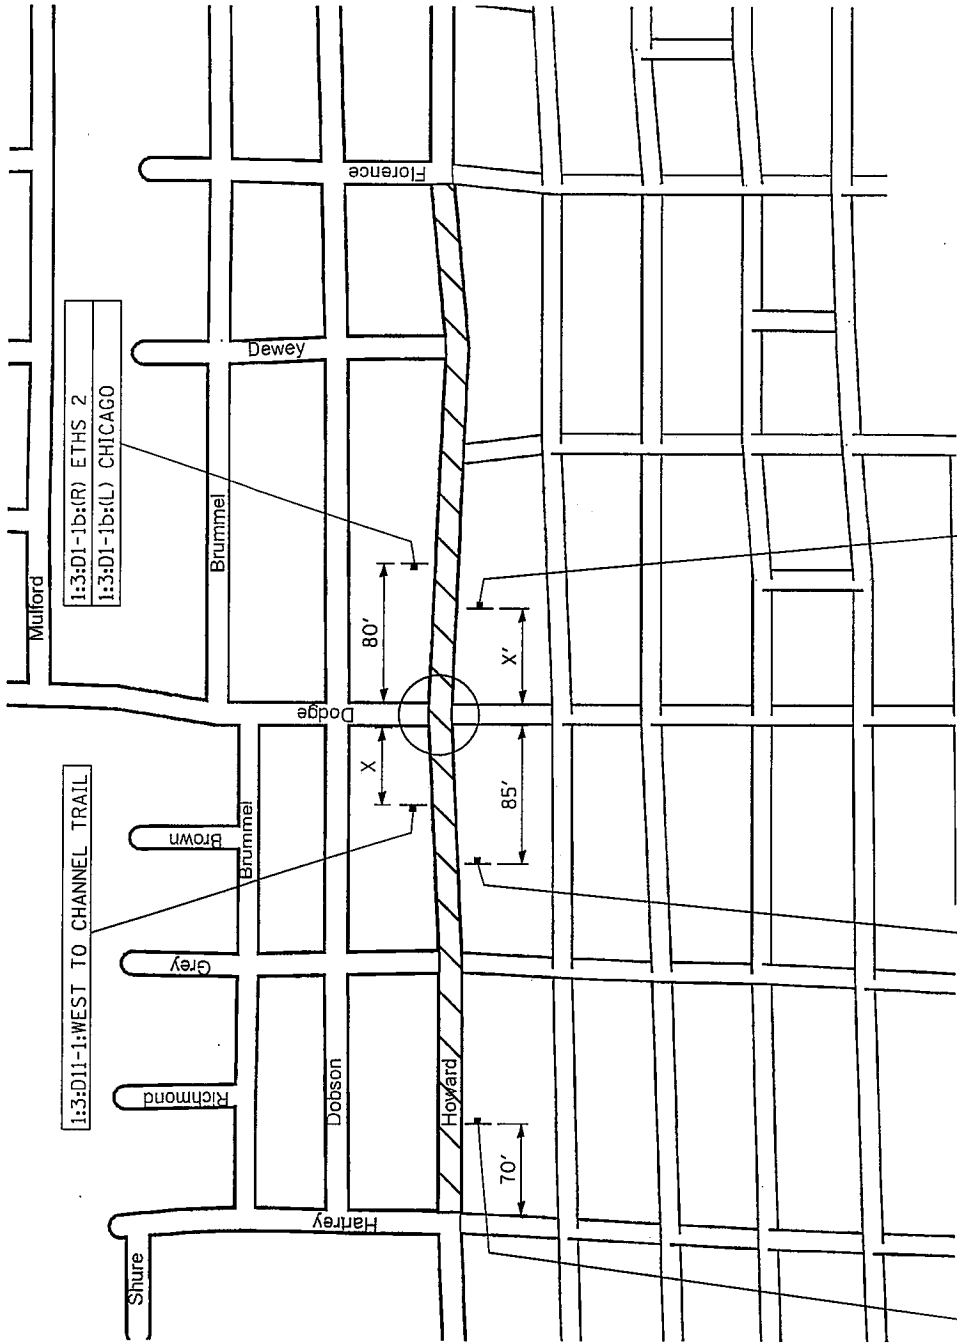 Mulford
Florence
Dewey
1:3:D1-1b:(R) ETHS 2
1:3:D1-1b:(L) CHICAGO
Brummel
80'
X'
Dodge
X
85'
1:3:D11-1:WEST TO CHANNEL TRAIL
Brown
Brummel
Grey
Richmond
Dobson
Howard
70'
Hartrey
Shure